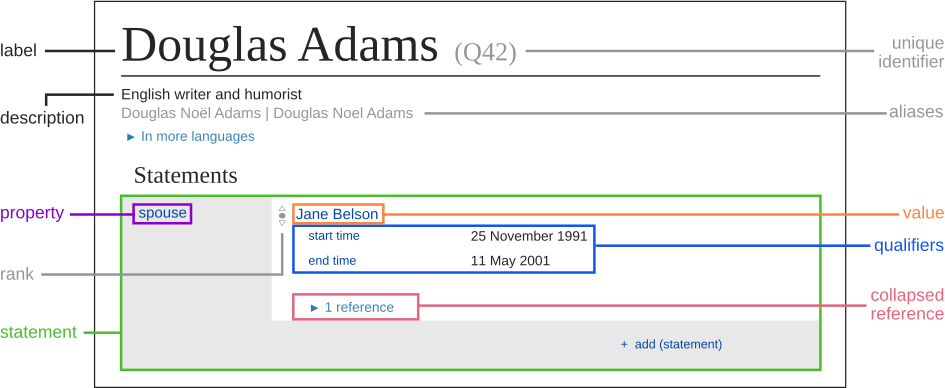 label
Douglas Adams (Q42)
unique
identifier
description
English writer and humorist
Douglas Noël Adams | Douglas Noel Adams
aliases
► In more languages
Statements
property
spouse
Jane Belson
value
start time 25 November 1991
qualifiers
end time 11 May 2001
rank
collapsed
reference
► 1 reference
statement
+ add (statement)